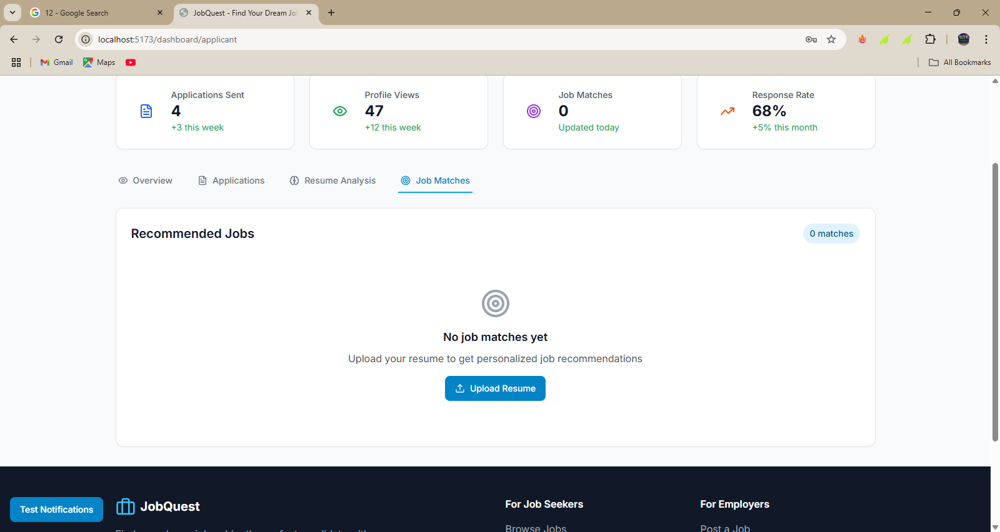 12 - Google Search
JobQuest - Find Your Dream Job
localhost:5173/dashboard/applicant
Gmail
Maps
All Bookmarks
Applications Sent
4
+3 this week
Profile Views
47
+12 this week
Job Matches
0
Updated today
Response Rate
68%
+5% this month
Overview
Applications
Resume Analysis
Job Matches
Recommended Jobs
0 matches
No job matches yet
Upload your resume to get personalized job recommendations
Upload Resume
Test Notifications
JobQuest
For Job Seekers
Browse Jobs
For Employers
Post a Job